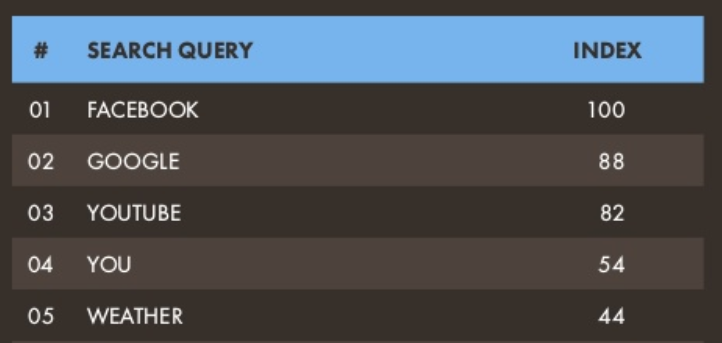 # SEARCH QUERY INDEX
01 FACEBOOK 100
02 GOOGLE 88
03 YOUTUBE 82
04 YOU 54
05 WEATHER 44